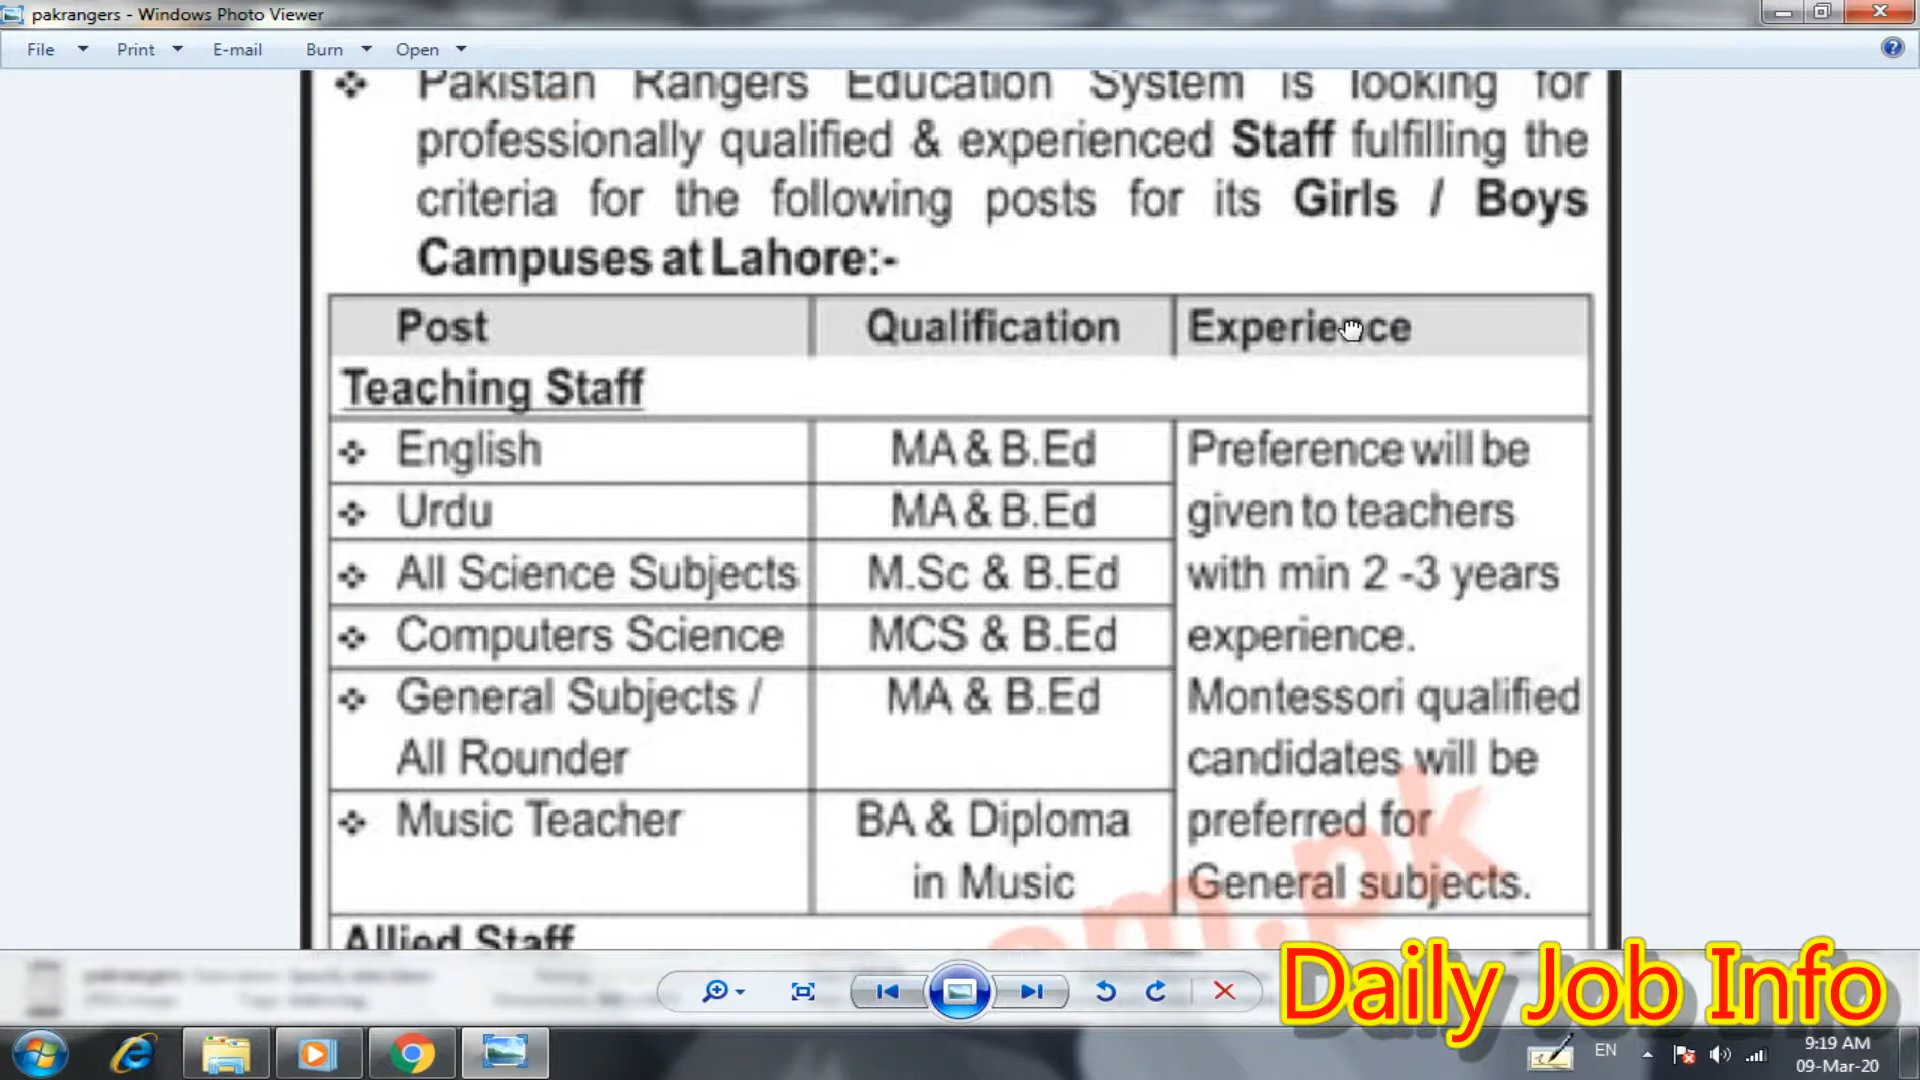 pakrangers - Windows Photo Viewer
File Print E-mail Burn Open
Pakistan Rangers Education System is looking for
professionally qualified & experienced Staff fulfilling the
criteria for the following posts for its Girls / Boys
Campuses at Lahore:-
Post Qualification Experience
Teaching Staff
English MA & B.Ed Preference will be
Urdu MA & B.Ed given to teachers
All Science Subjects M.Sc & B.Ed with min 2 -3 years
Computers Science MCS & B.Ed experience.
General Subjects / MA & B.Ed Montessori qualified
All Rounder candidates will be
Music Teacher BA & Diploma preferred for
in Music General subjects.
Allied Staff
om.pk
Daily Job Info
EN
9:19 AM
09-Mar-20